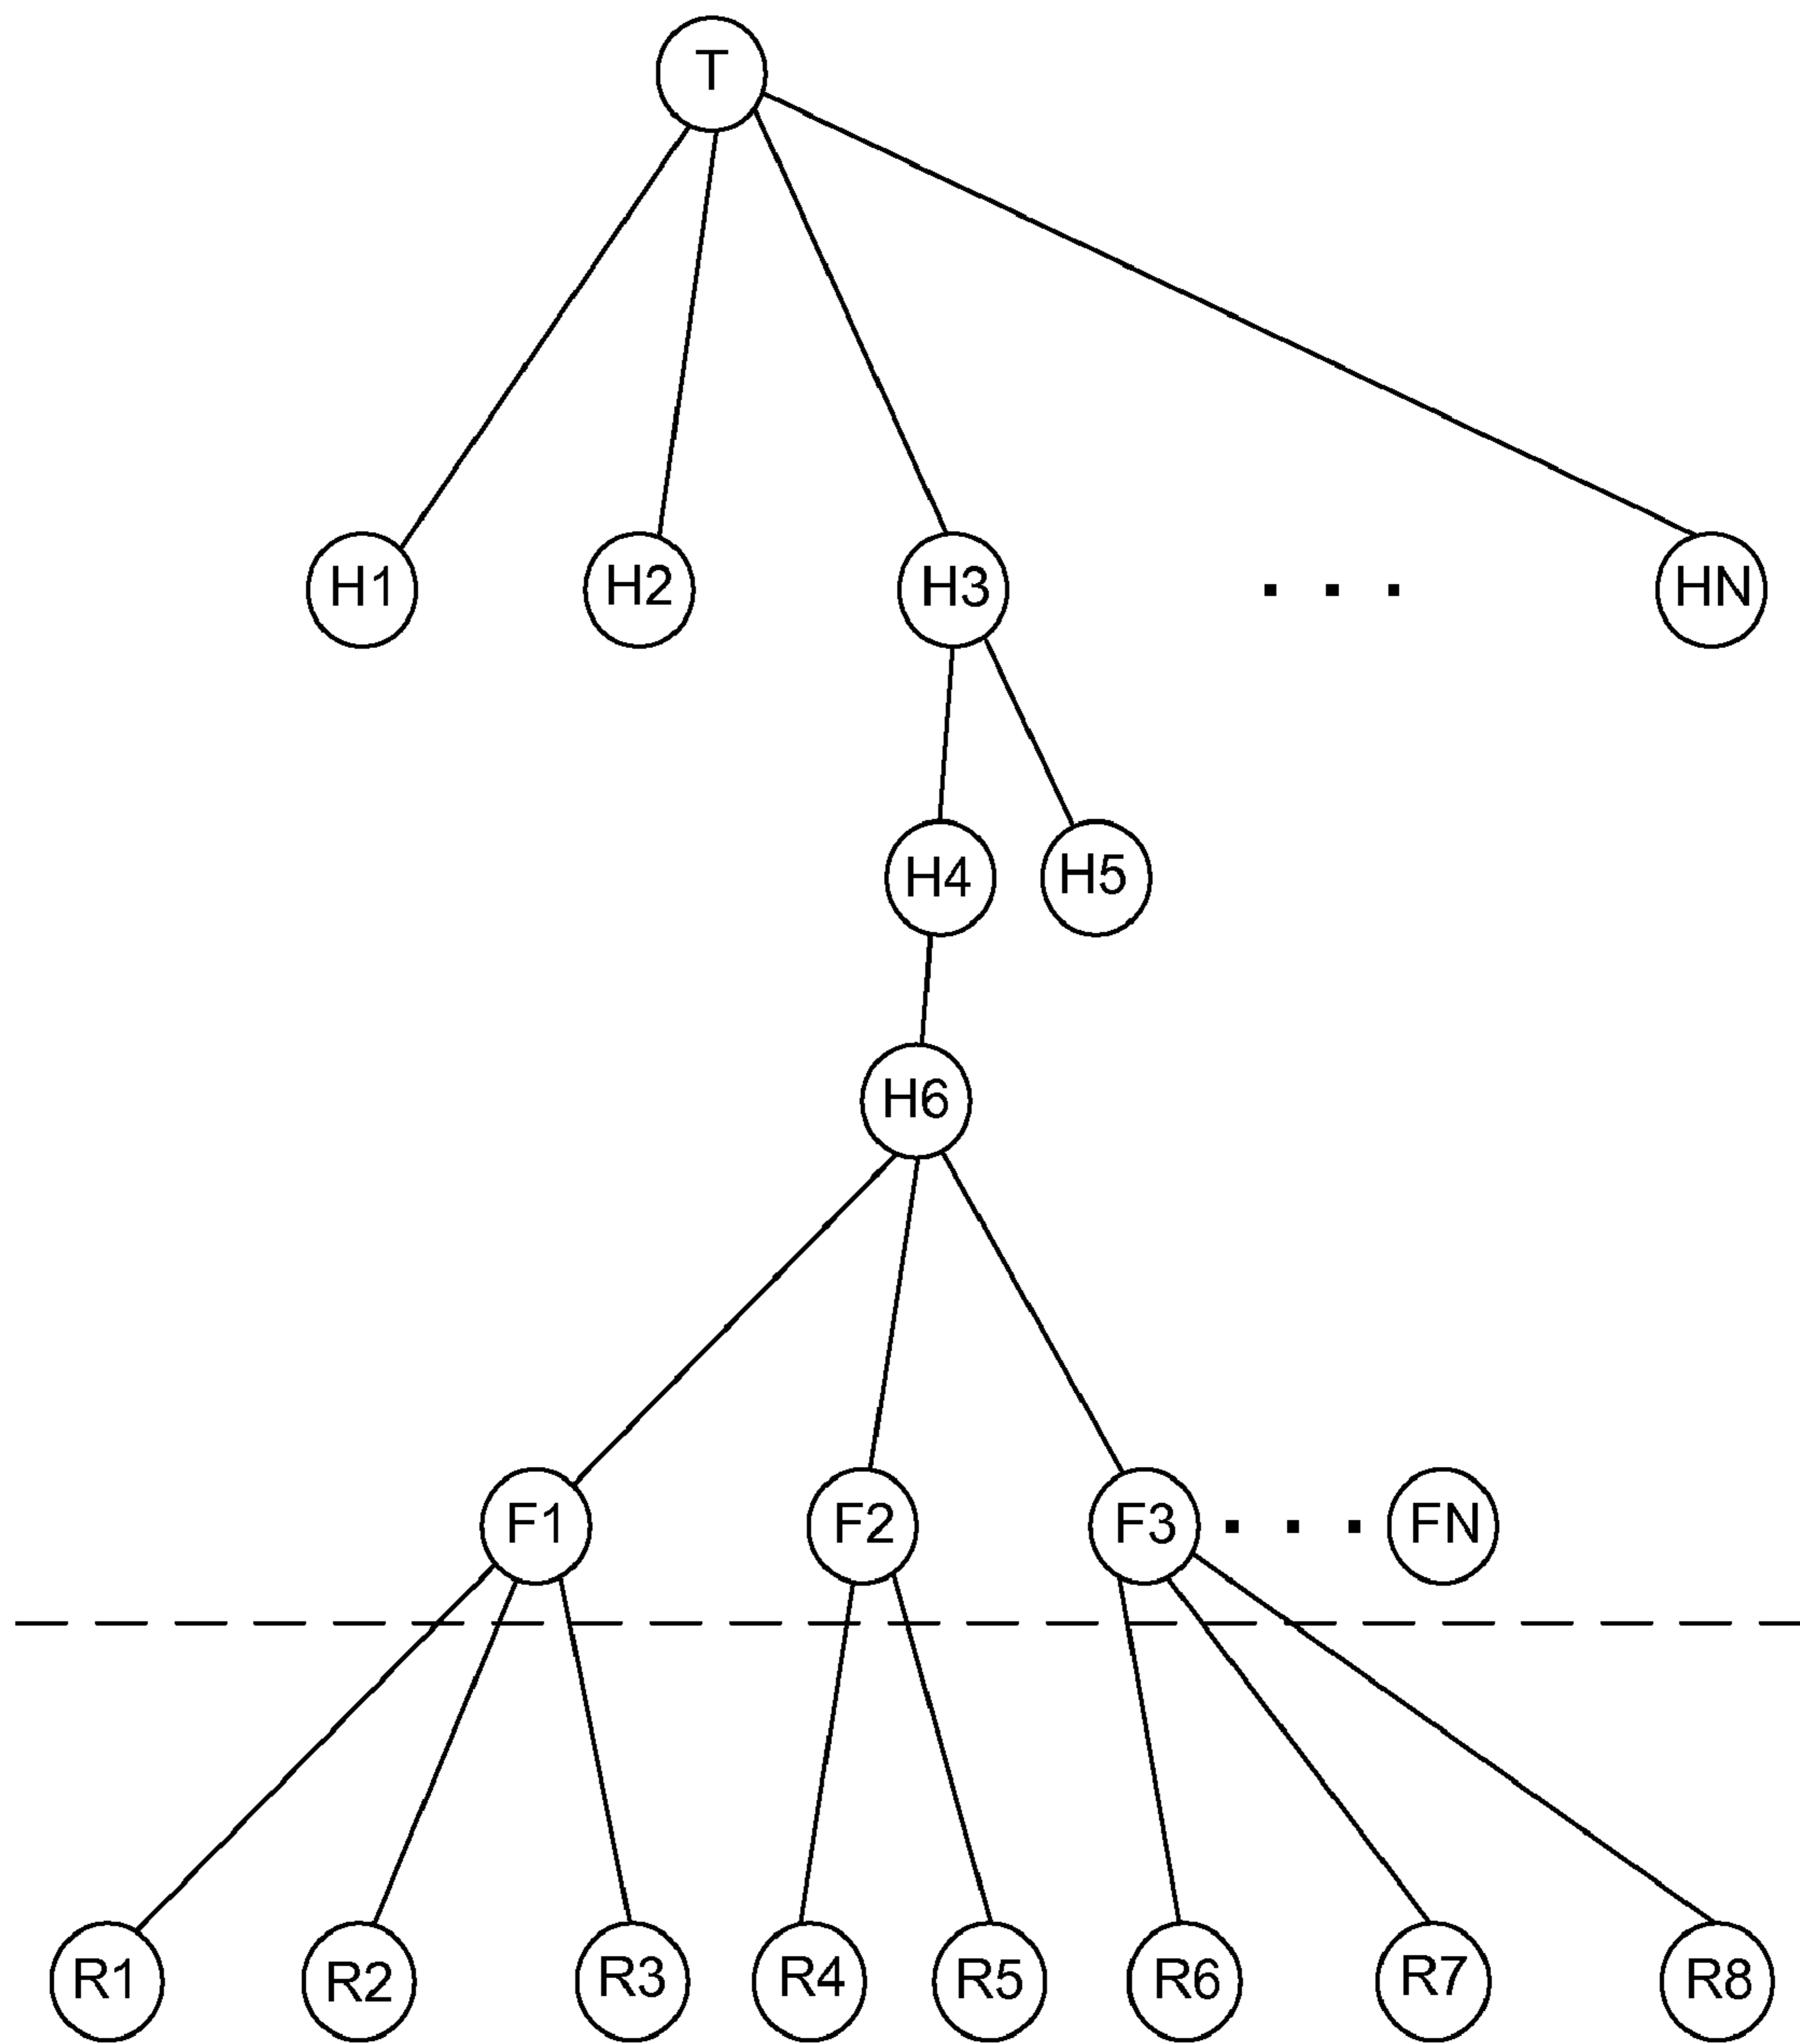 T
H1 H2 H3 . . . HN
H4 H5
H6
F1 F2 F3 . . . FN
R1 R2 R3 R4 R5 R6 R7 R8